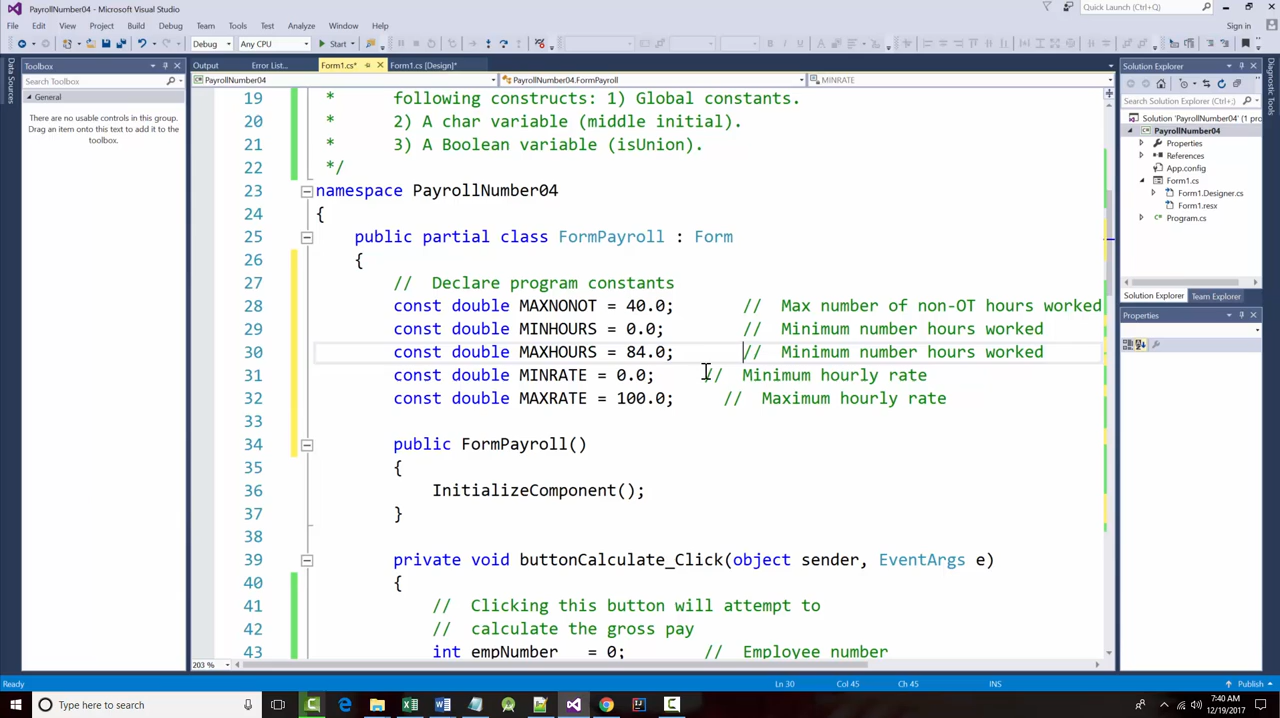 PayrollNumber04 - Microsoft Visual Studio
Quick Launch (Ctrl+Q)
File Edit View Project Build Debug Team Tools Test Analyze Window Help
Sign in
Debug Any CPU Start
Toolbox
Search Toolbox
General
There are no usable controls in this group.
Drag an item onto this text to add it to the
toolbox.
Data Sources
Output Error List... Form1.cs* Form1.cs [Design]*
PayrollNumber04 PayrollNumber04.FormPayroll MINRATE
19 * following constructs: 1) Global constants.
20 * 2) A char variable (middle initial).
21 * 3) A Boolean variable (isUnion).
22 */
23 namespace PayrollNumber04
24 {
25 public partial class FormPayroll : Form
26 {
27 // Declare program constants
28 const double MAXNONOT = 40.0; // Max number of non-OT hours worked
29 const double MINHOURS = 0.0; // Minimum number hours worked
30 const double MAXHOURS = 84.0; // Minimum number hours worked
31 const double MINRATE = 0.0; // Minimum hourly rate
32 const double MAXRATE = 100.0; // Maximum hourly rate
33
34 public FormPayroll()
35 {
36 InitializeComponent();
37 }
38
39 private void buttonCalculate_Click(object sender, EventArgs e)
40 {
41 // Clicking this button will attempt to
42 // calculate the gross pay
43 int empNumber = 0; // Employee number
203 %
Solution Explorer
Search Solution Explorer (Ctrl+;)
Solution 'PayrollNumber04' (1 pro
PayrollNumber04
Properties
References
App.config
Form1.cs
Form1.Designer.cs
Form1.resx
Program.cs
Solution Explorer Team Explorer
Properties
Diagnostic Tools
Ready Ln 30 Col 45 Ch 45 INS Publish
Type here to search
7:40 AM
12/19/2017